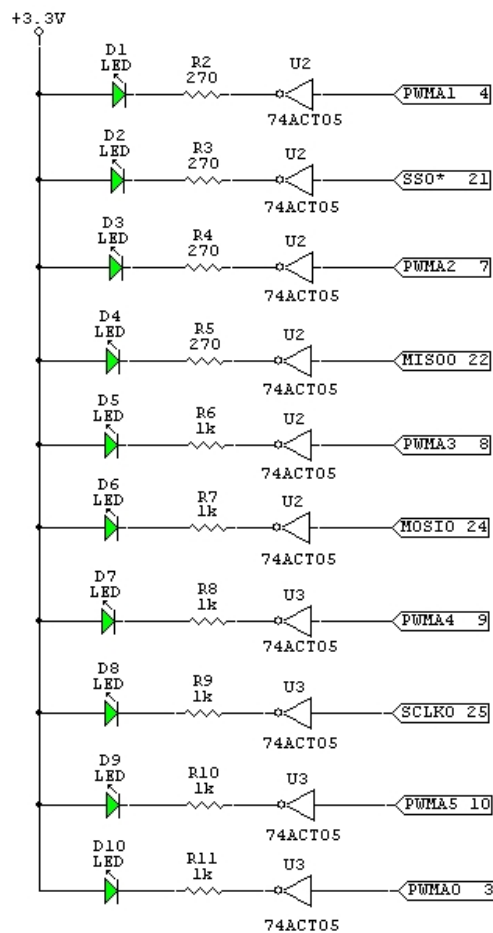 +3.3V
D1
LED
R2
270
U2
74ACT05
PWMA1 4
D2
LED
R3
270
U2
74ACT05
SS0* 21
D3
LED
R4
270
U2
74ACT05
PWMA2 7
D4
LED
R5
270
U2
74ACT05
MISO0 22
D5
LED
R6
1k
U2
74ACT05
PWMA3 8
D6
LED
R7
1k
U2
74ACT05
MOSI0 24
D7
LED
R8
1k
U3
74ACT05
PWMA4 9
D8
LED
R9
1k
U3
74ACT05
SCLK0 25
D9
LED
R10
1k
U3
74ACT05
PWMA5 10
D10
LED
R11
1k
U3
74ACT05
PWMA0 3